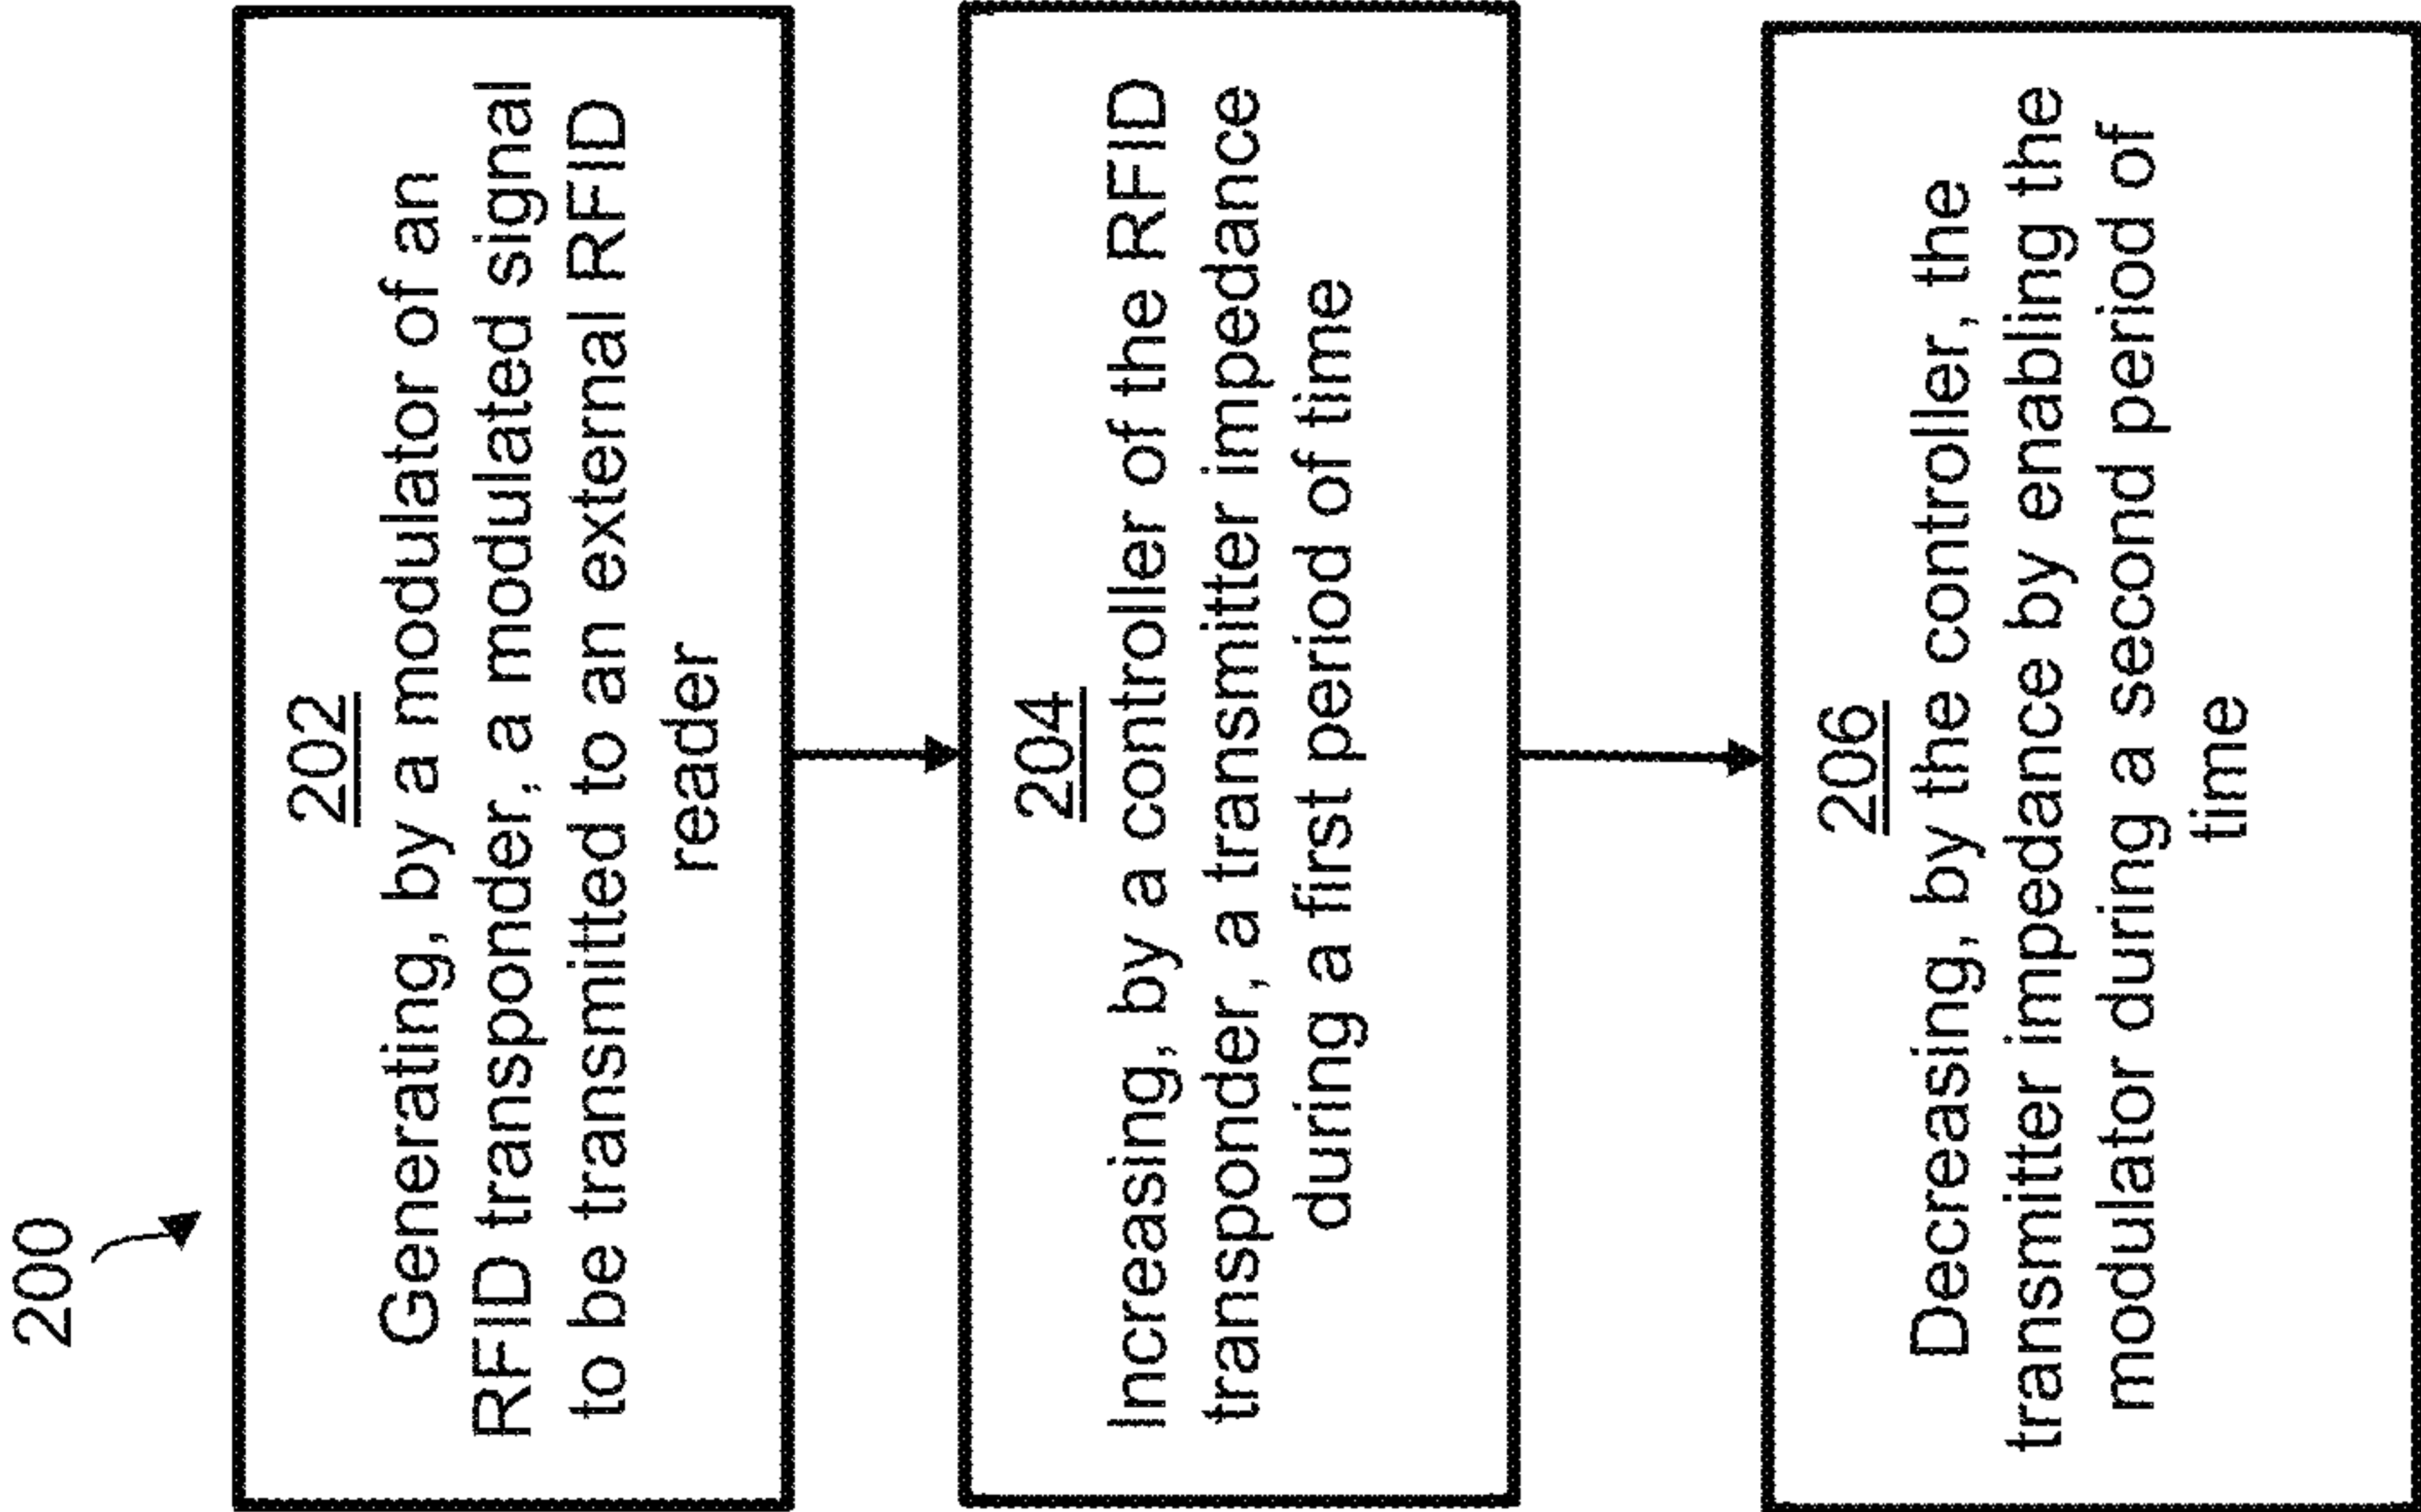 200
202
Generating, by a modulator of an
RFID transponder, a modulated signal
to be transmitted to an external RFID
reader
204
Increasing, by a controller of the RFID
transponder, a transmitter impedance
during a first period of time
206
Decreasing, by the controller, the
transmitter impedance by enabling the
modulator during a second period of
time